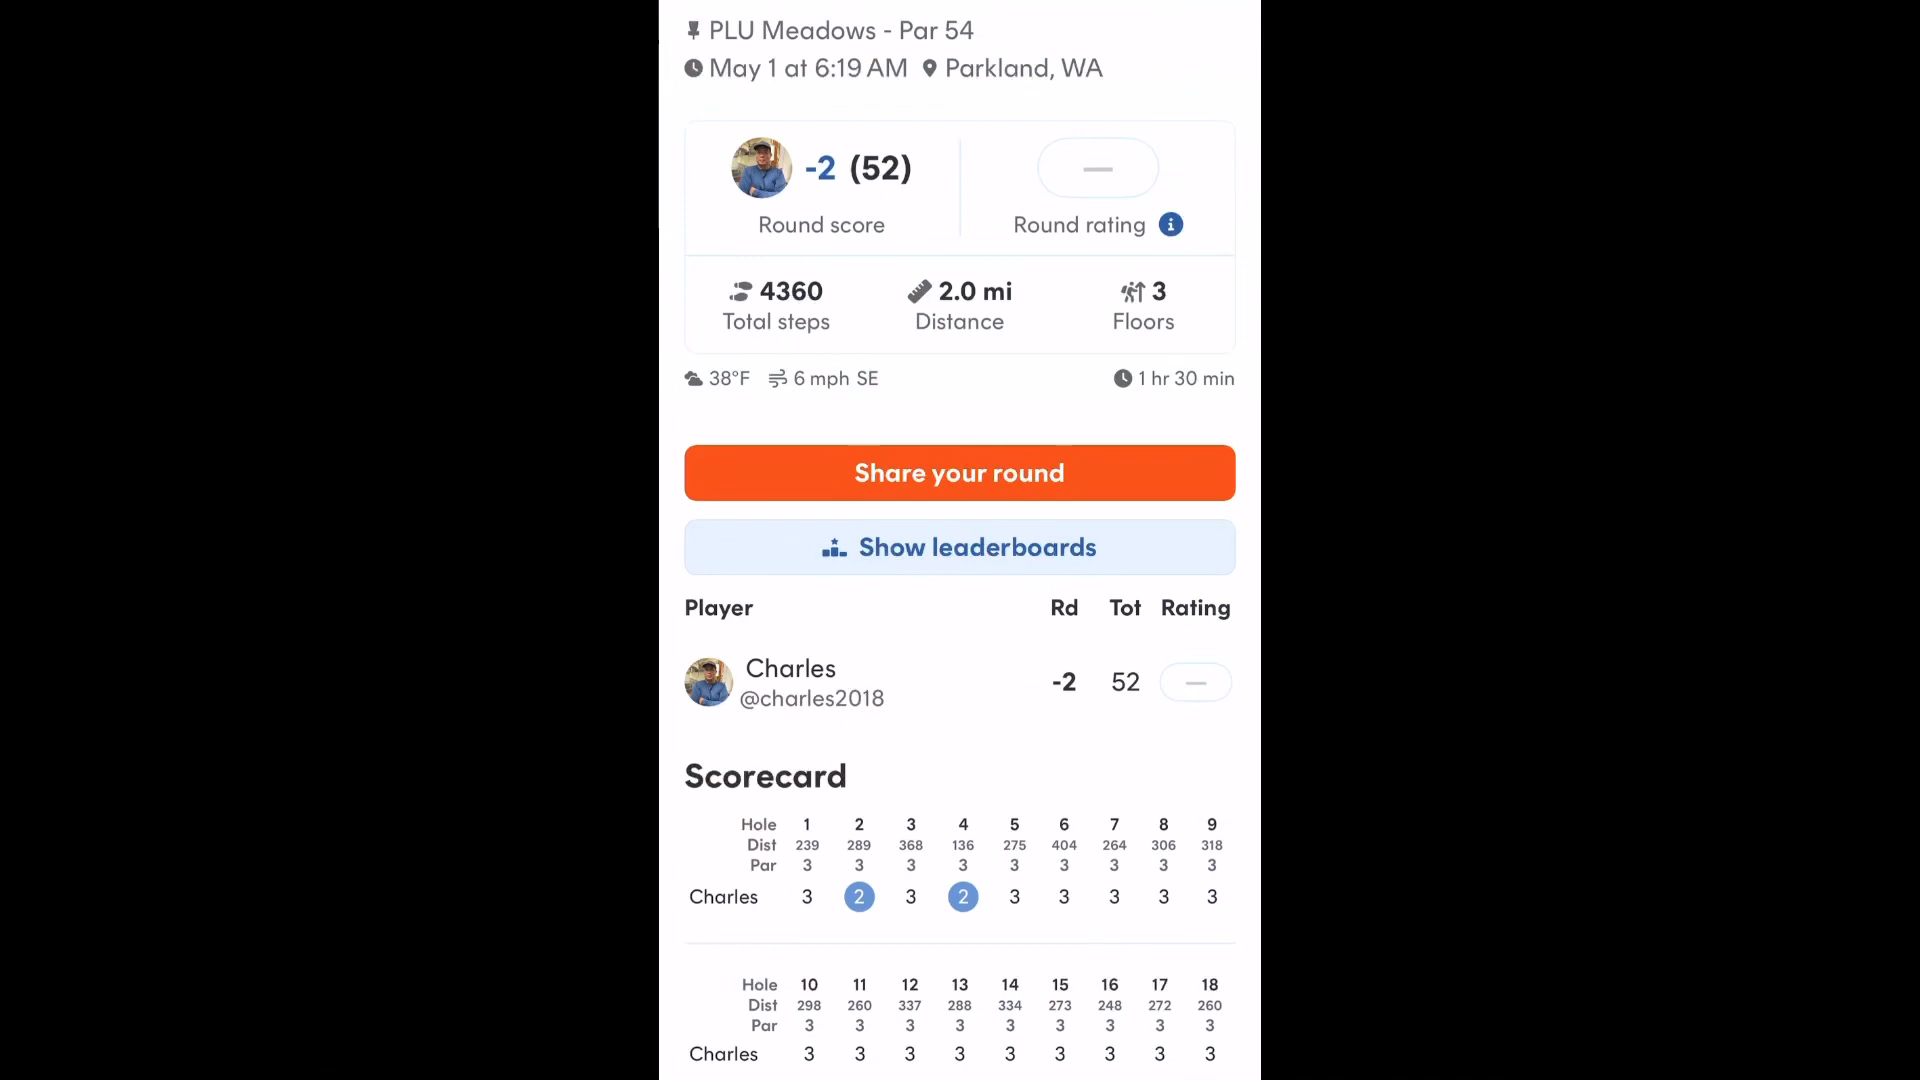 PLU Meadows - Par 54
May 1 at 6:19 AM Parkland, WA
-2 (52)
Round score
Round rating
4360
Total steps
2.0 mi
Distance
3
Floors
38°F 6 mph SE 1 hr 30 min
Share your round
Show leaderboards
Player Rd Tot Rating
Charles
@charles2018
-2 52
Scorecard
Hole 1 2 3 4 5 6 7 8 9
Dist 239 289 368 136 275 404 264 306 318
Par 3 3 3 3 3 3 3 3 3
Charles 3 2 3 2 3 3 3 3 3
Hole 10 11 12 13 14 15 16 17 18
Dist 298 260 337 288 334 273 248 272 260
Par 3 3 3 3 3 3 3 3 3
Charles 3 3 3 3 3 3 3 3 3